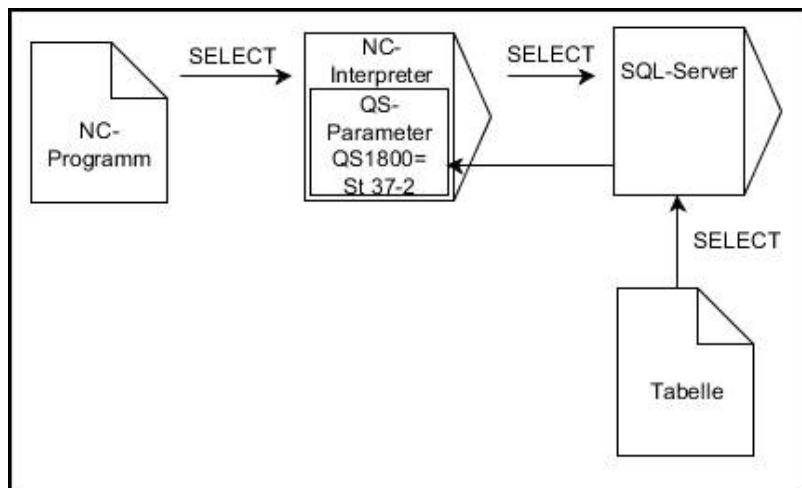 NC-
Programm
SELECT
NC-
Interpreter
QS-
Parameter
QS1800=
St 37-2
SELECT
SQL-Server
SELECT
Tabelle